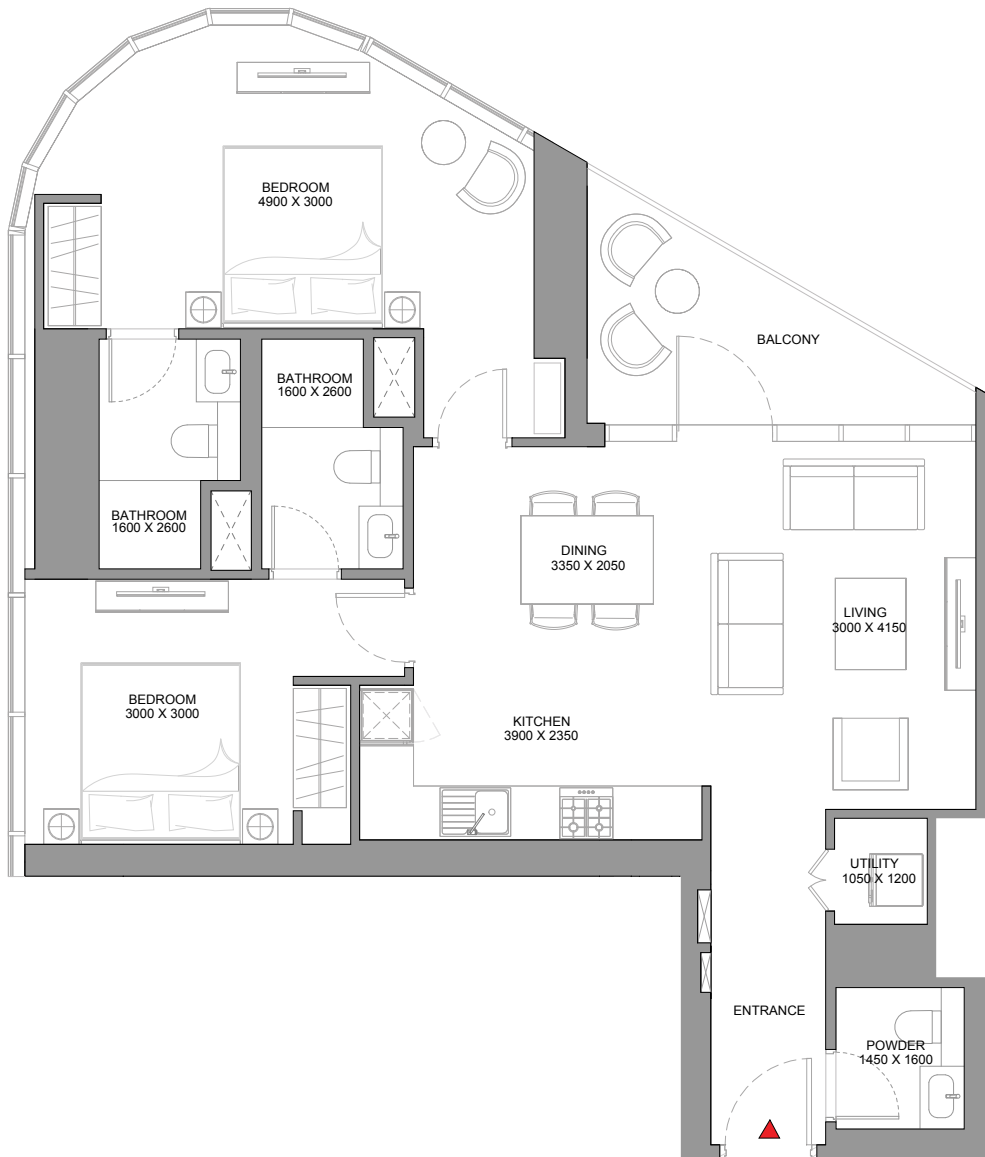 BEDROOM
4900 X 3000
BALCONY
BATHROOM
1600 X 2600
BATHROOM
1600 X 2600
DINING
3350 X 2050
LIVING
3000 X 4150
BEDROOM
3000 X 3000
KITCHEN
3900 X 2350
UTILITY
1050 X 1200
ENTRANCE
POWDER
1450 X 1600